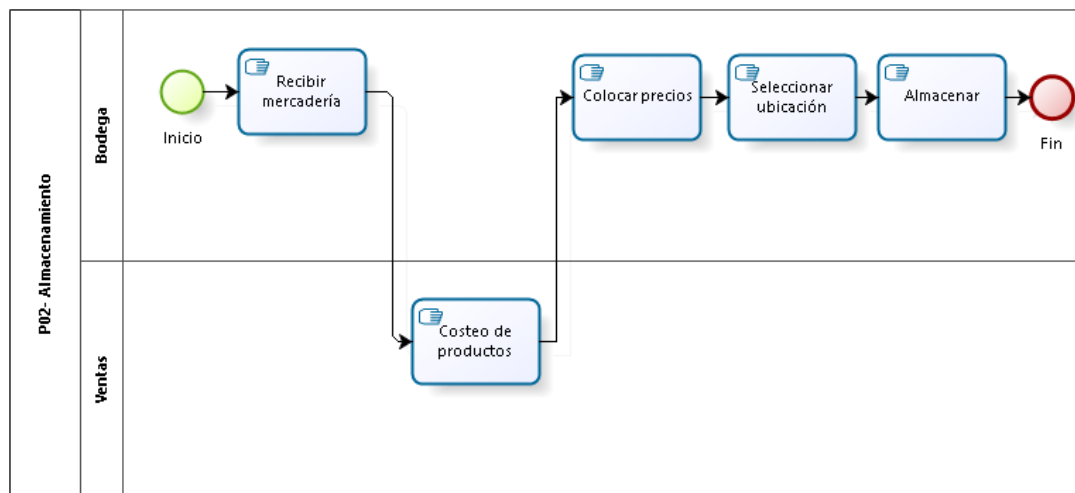 P02- Almacenamiento
Bodega
Inicio
Recibir
mercadería
Colocar precios
Seleccionar
ubicación
Almacenar
Fin
Ventas
Costeo de
productos